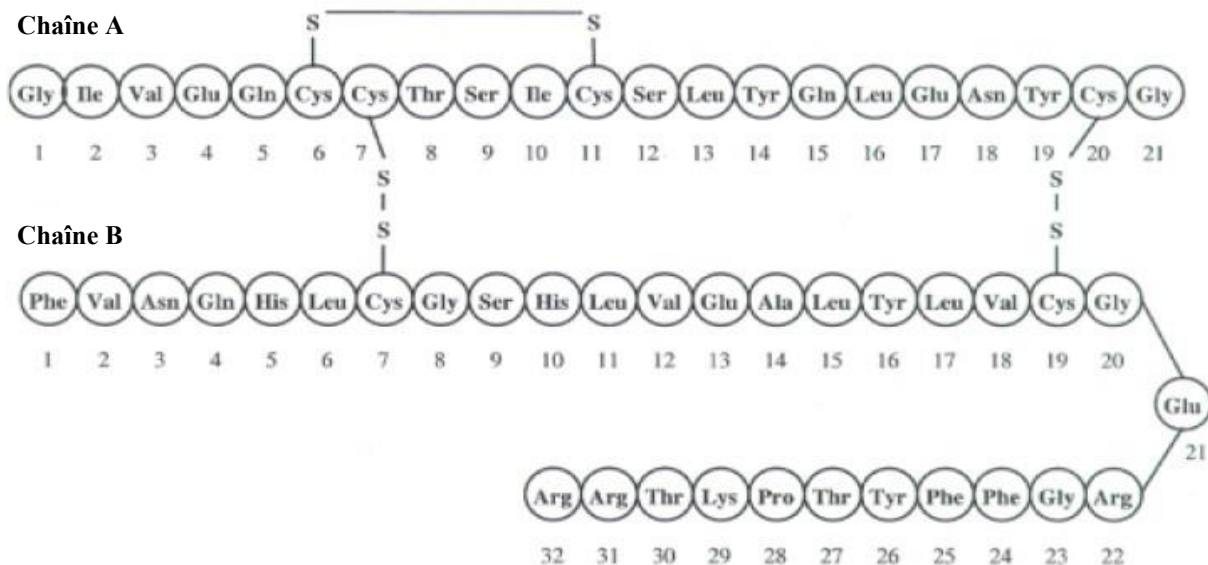 Chaîne A
S S
Gly Ile Val Glu Gln Cys Cys Thr Ser Ile Cys Ser Leu Tyr Gln Leu Glu Asn Tyr Cys Gly
1 2 3 4 5 6 7 8 9 10 11 12 13 14 15 16 17 18 19 20 21
S S
S S
Chaîne B
Phe Val Asn Gln His Leu Cys Gly Ser His Leu Val Glu Ala Leu Tyr Leu Val Cys Gly
1 2 3 4 5 6 7 8 9 10 11 12 13 14 15 16 17 18 19 20
Glu
21
Arg Arg Thr Lys Pro Thr Tyr Phe Phe Gly Arg
32 31 30 29 28 27 26 25 24 23 22